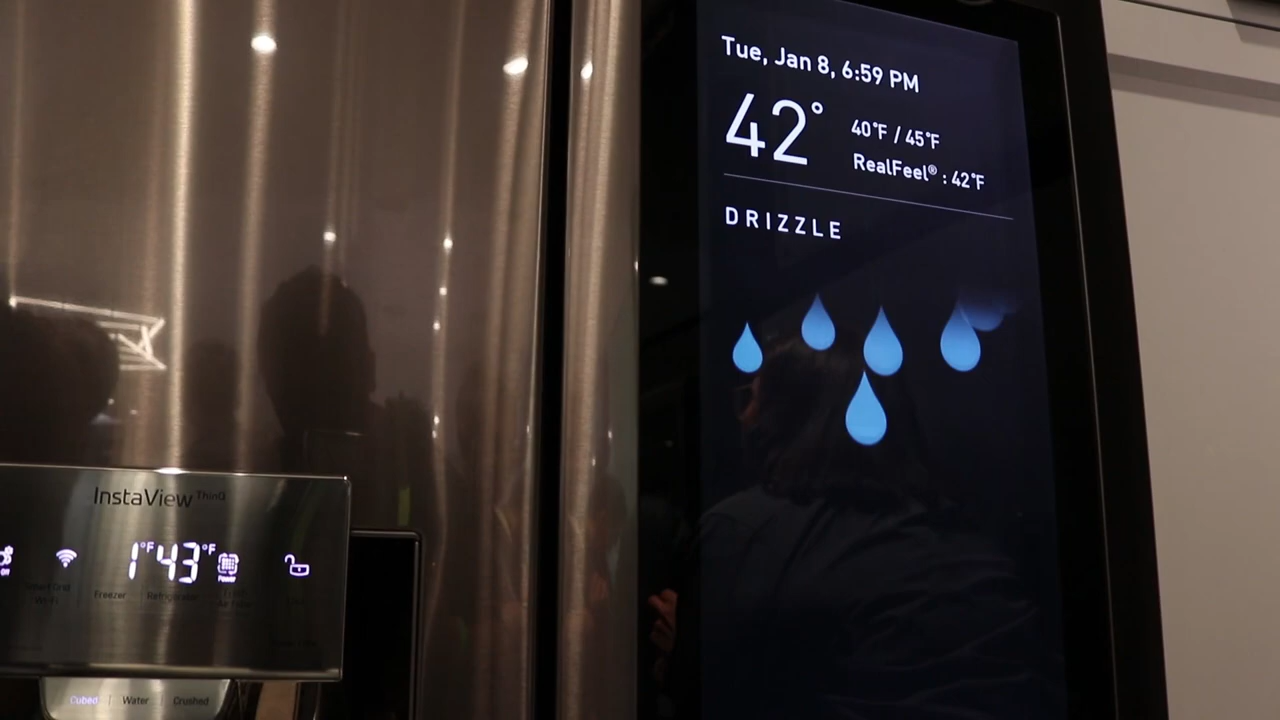 Tue, Jan 8, 6:59 PM
42°
40°F / 45°F
RealFeel® : 42°F
DRIZZLE
InstaView ThinQ
1°F 43°F
Power
Freezer Refrigerator
Cubed | Water | Crushed